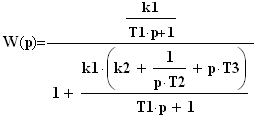 k1
T1·p+1
W(p)=
k1·(k2 + 1/(p·T2) + p·T3)
1 +
T1·p + 1